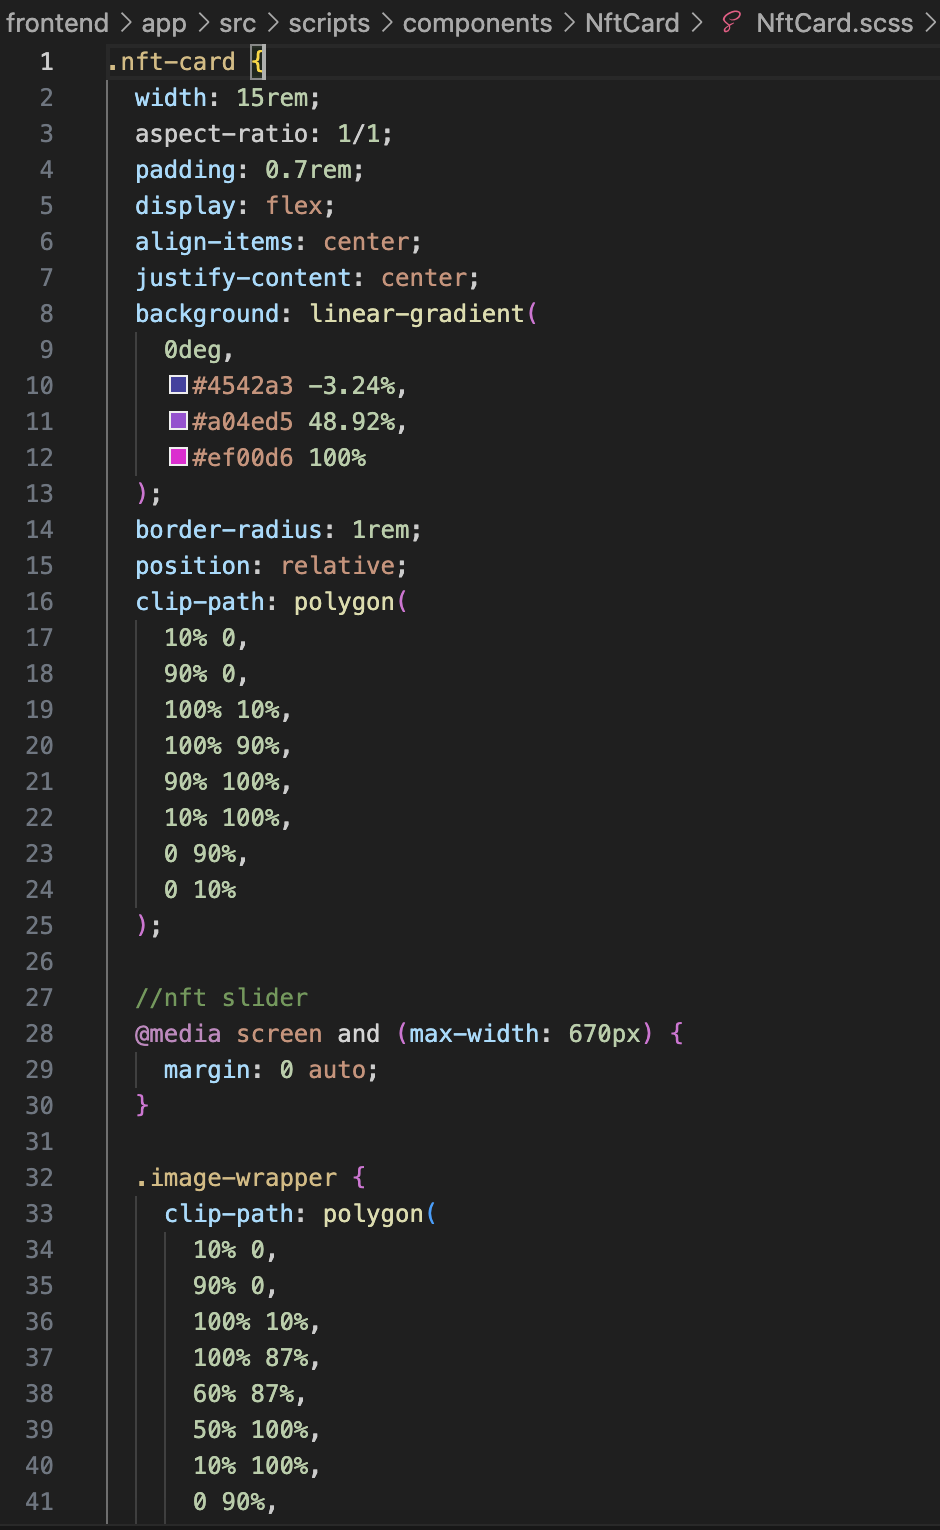 frontend > app > src > scripts > components > NftCard > NftCard.scss >
1 .nft-card {
2 width: 15rem;
3 aspect-ratio: 1/1;
4 padding: 0.7rem;
5 display: flex;
6 align-items: center;
7 justify-content: center;
8 background: linear-gradient(
9 0deg,
10 #4542a3 -3.24%,
11 #a04ed5 48.92%,
12 #ef00d6 100%
13 );
14 border-radius: 1rem;
15 position: relative;
16 clip-path: polygon(
17 10% 0,
18 90% 0,
19 100% 10%,
20 100% 90%,
21 90% 100%,
22 10% 100%,
23 0 90%,
24 0 10%
25 );
26
27 //nft slider
28 @media screen and (max-width: 670px) {
29 margin: 0 auto;
30 }
31
32 .image-wrapper {
33 clip-path: polygon(
34 10% 0,
35 90% 0,
36 100% 10%,
37 100% 87%,
38 60% 87%,
39 50% 100%,
40 10% 100%,
41 0 90%,